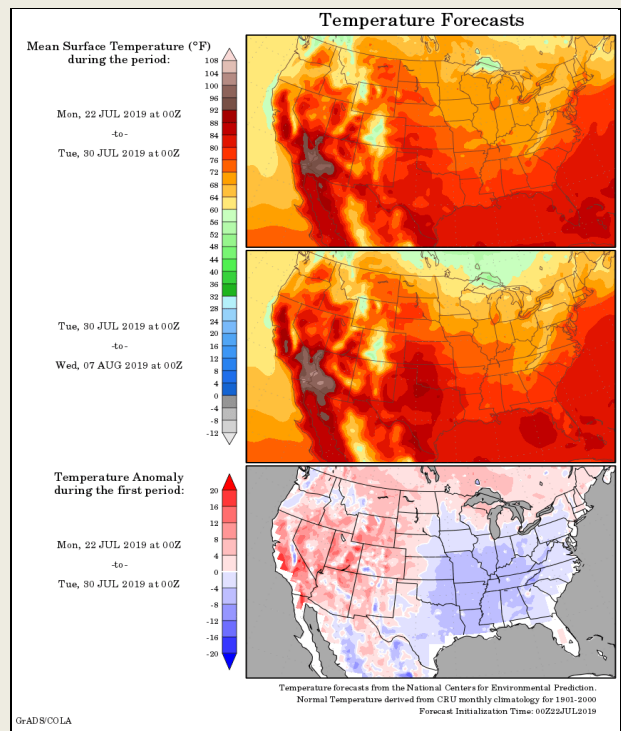 Temperature Forecasts
Mean Surface Temperature (°F)
during the period:
Mon, 22 JUL 2019 at 00Z
-to-
Tue, 30 JUL 2019 at 00Z
108
104
100
96
92
88
84
80
76
72
68
64
60
56
52
48
44
40
36
32
28
24
20
16
12
8
4
0
-4
-8
-12
Tue, 30 JUL 2019 at 00Z
-to-
Wed, 07 AUG 2019 at 00Z
Temperature Anomaly
during the first period:
Mon, 22 JUL 2019 at 00Z
-to-
Tue, 30 JUL 2019 at 00Z
20
16
12
8
4
0
-4
-8
-12
-16
-20
Temperature forecasts from the National Centers for Environmental Prediction.
Normal Temperature derived from CRU monthly climatology for 1901-2000
Forecast Initialization Time: 00Z22JUL2019
GrADS/COLA